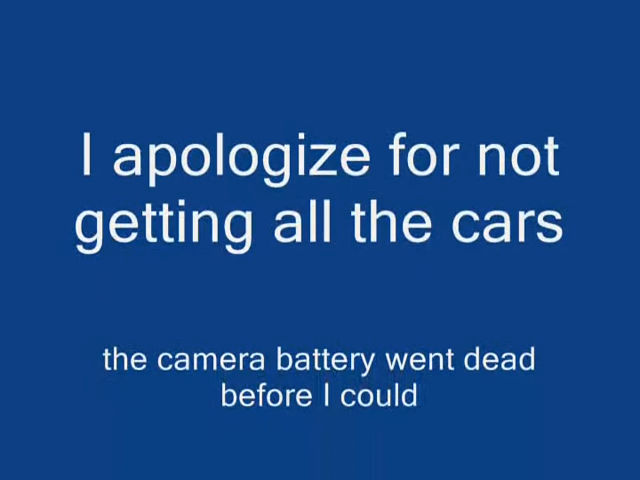 I apologize for not
getting all the cars
the camera battery went dead
before I could